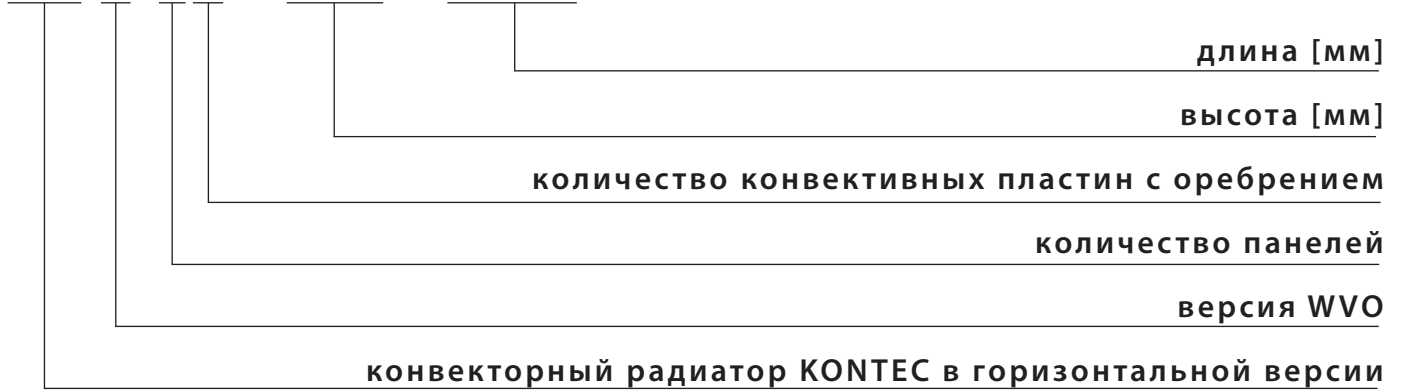 длина [мм]
высота [мм]
количество конвективных пластин с оребрением
количество панелей
версия WVO
конвекторный радиатор KONTEC в горизонтальной версии